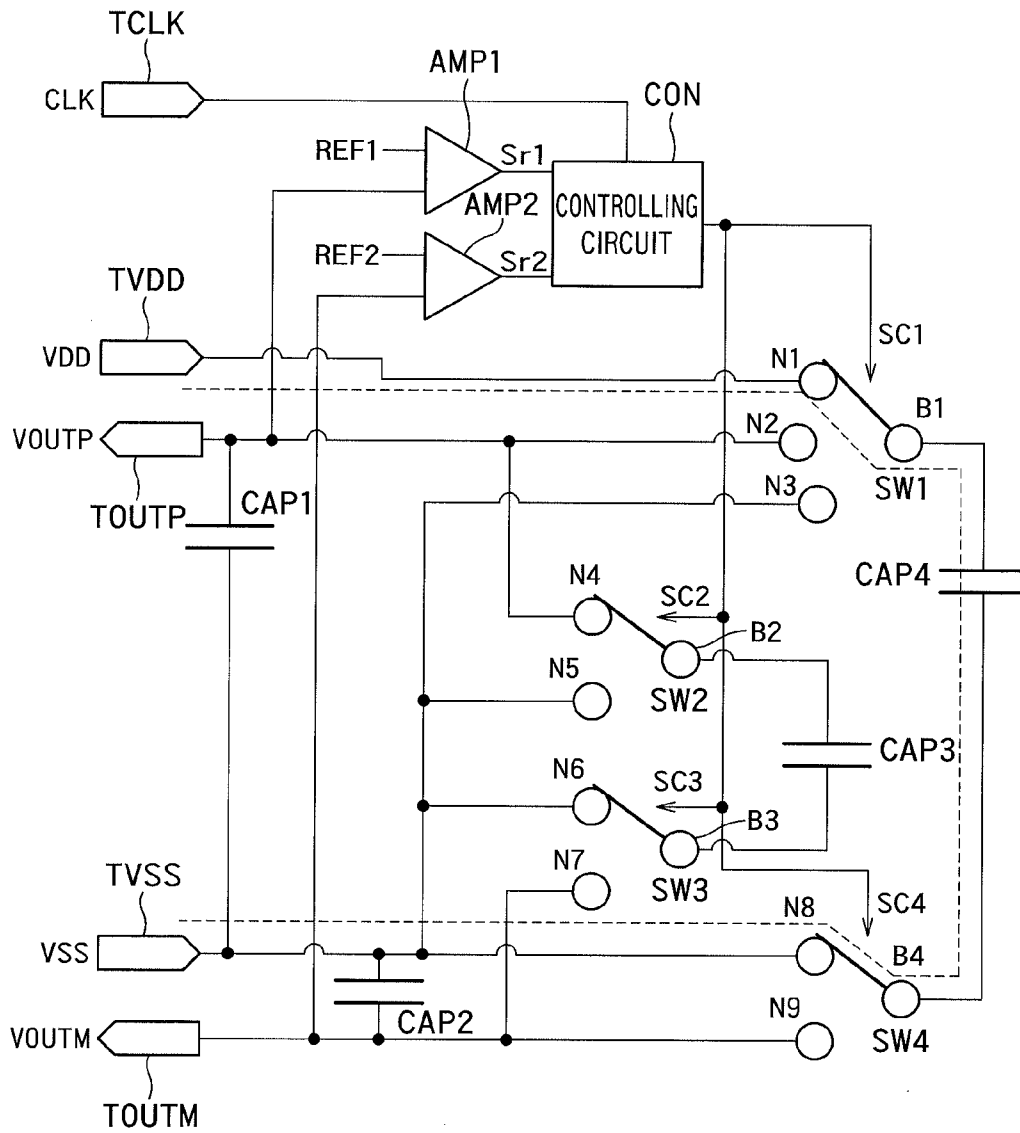 TCLK
AMP1
CLK
CON
REF1
Sr1
AMP2
CONTROLLING
CIRCUIT
REF2
Sr2
TVDD
SC1
VDD
N1
B1
VOUTP
N2
SW1
N3
TOUTP
CAP1
CAP4
N4
SC2
B2
N5
SW2
CAP3
N6
SC3
B3
N7
SW3
TVSS
N8
SC4
VSS
B4
CAP2
N9
VOUTM
SW4
TOUTM